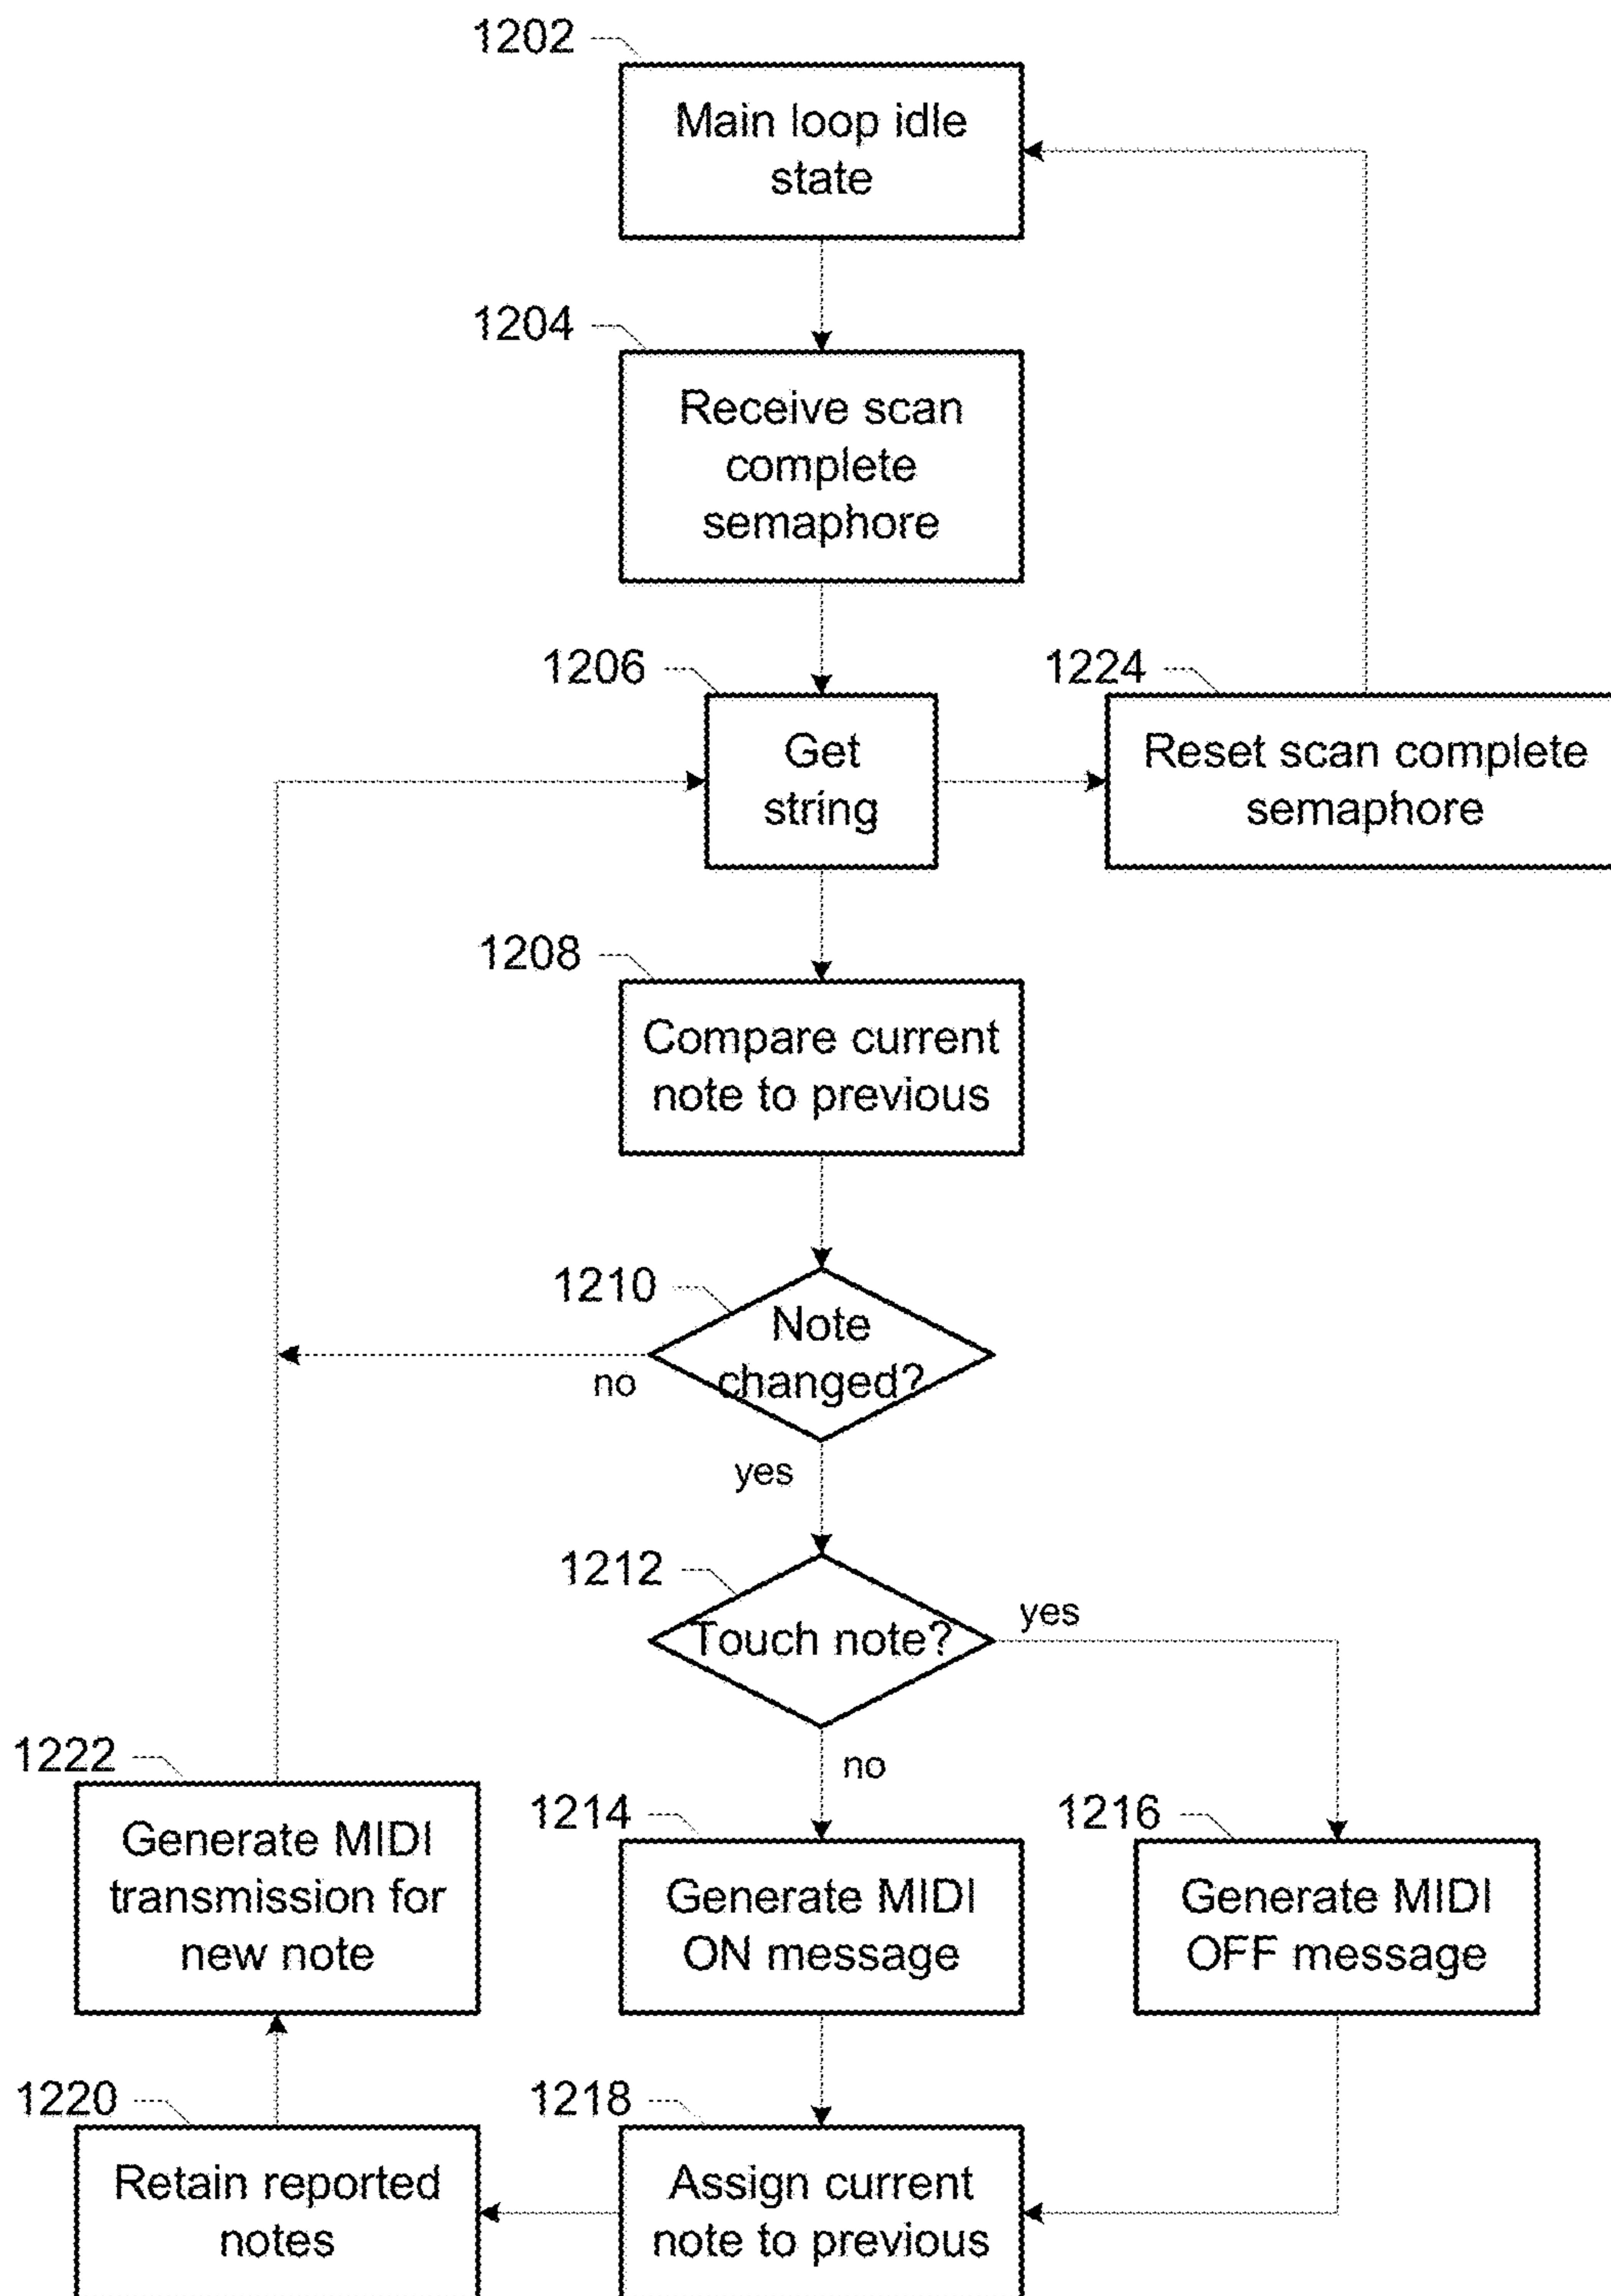 1202
Main loop idle
state
1204
Receive scan
complete
semaphore
1206
Get
string
1224
Reset scan complete
semaphore
1208
Compare current
note to previous
1210
Note
changed?
no
yes
1212
Touch note?
yes
no
1222
Generate MIDI
transmission for
new note
1214
Generate MIDI
ON message
1216
Generate MIDI
OFF message
1220
Retain reported
notes
1218
Assign current
note to previous